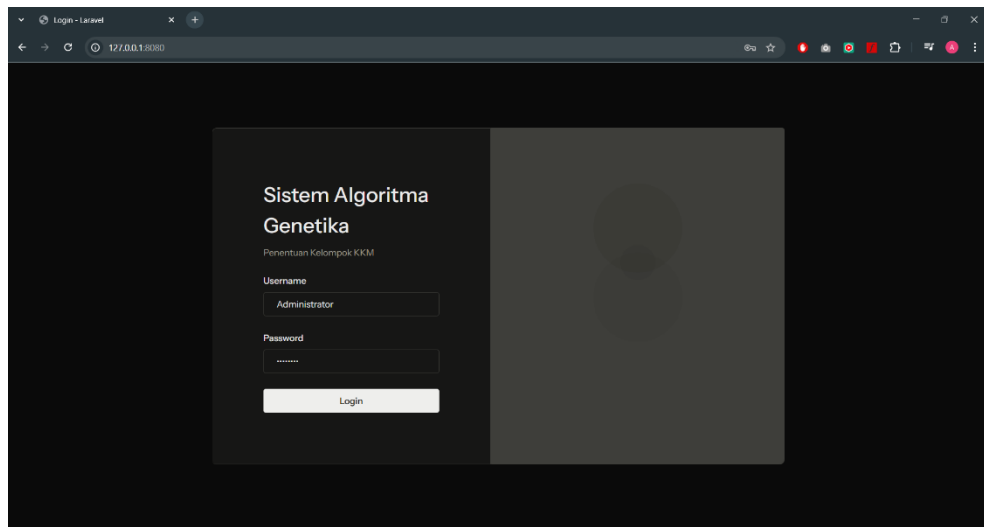 Login - Laravel
127.0.0.1:8080
A
Sistem Algoritma
Genetika
Penentuan Kelompok KKM
Username
Administrator
Password
........
Login